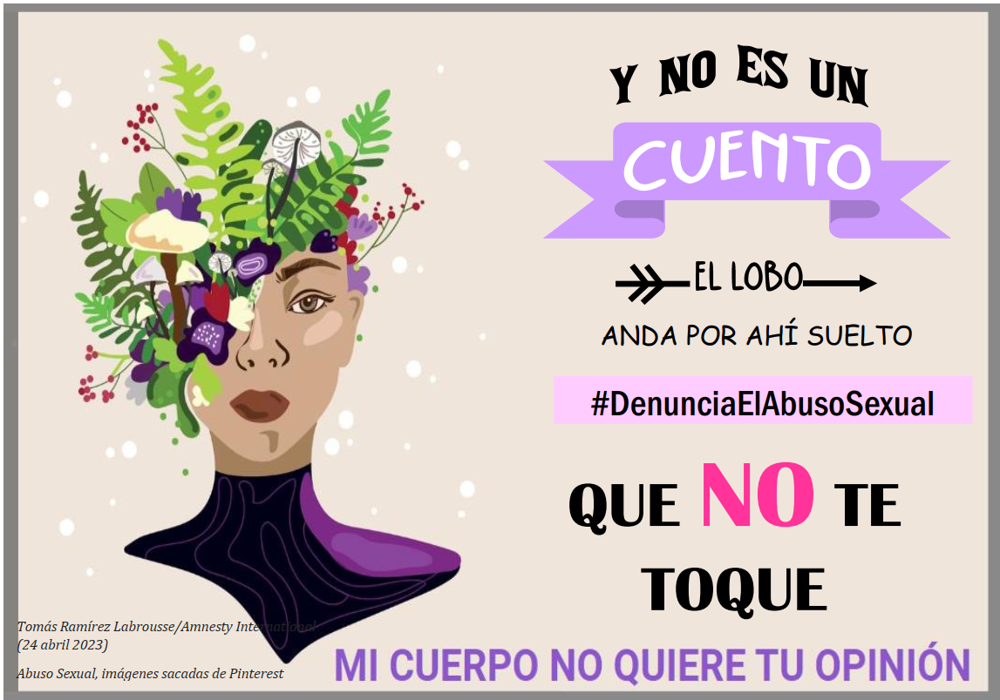 Y NO ES UN
CUENTO
EL LOBO
ANDA POR AHÍ SUELTO
#DenunciaElAbusoSexual
QUE NO TE
TOQUE
Tomás Ramírez Labrousse/Amnesty International
(24 abril 2023)
Abuso Sexual, imágenes sacadas de Pinterest
MI CUERPO NO QUIERE TU OPINIÓN